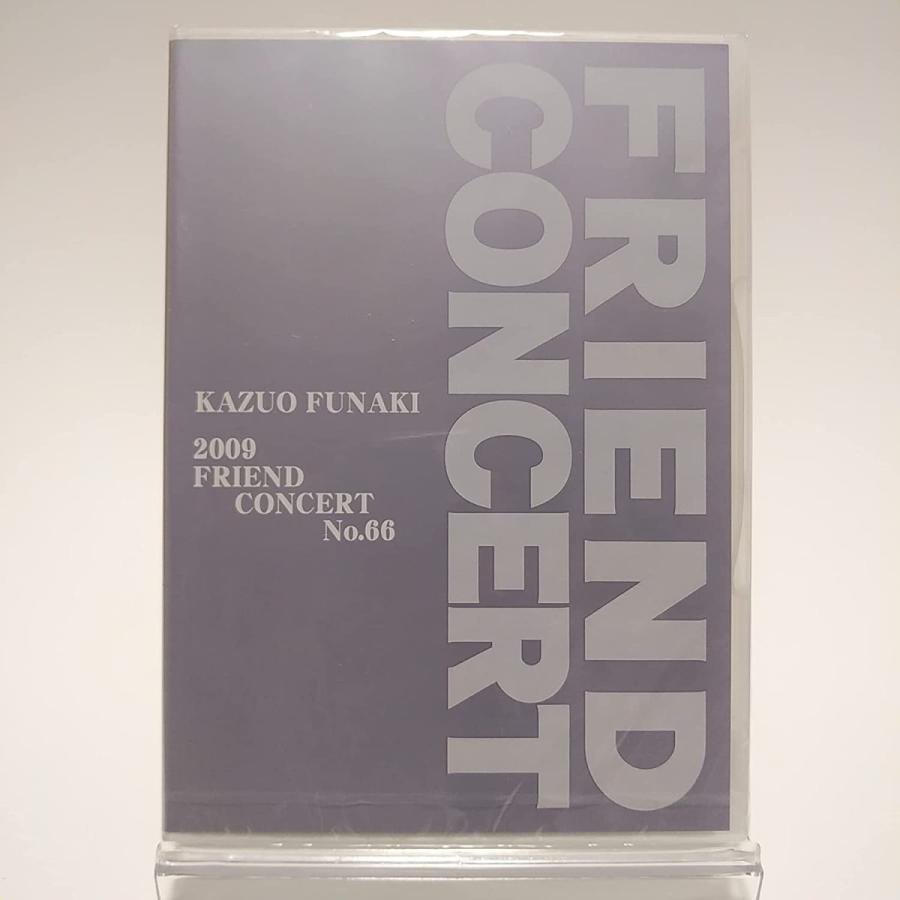 FRIEND
CONCERT
KAZUO FUNAKI
2009
FRIEND
CONCERT
No.66